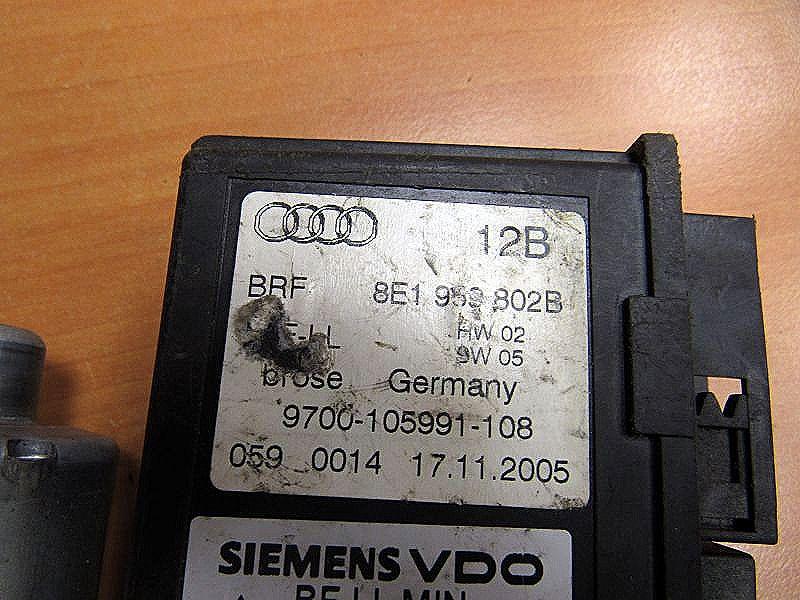 12B
BRF 8E1 959 802B
HW 02
SW 05
brose Germany
9700-105991-108
059 0014 17.11.2005
SIEMENS VDO